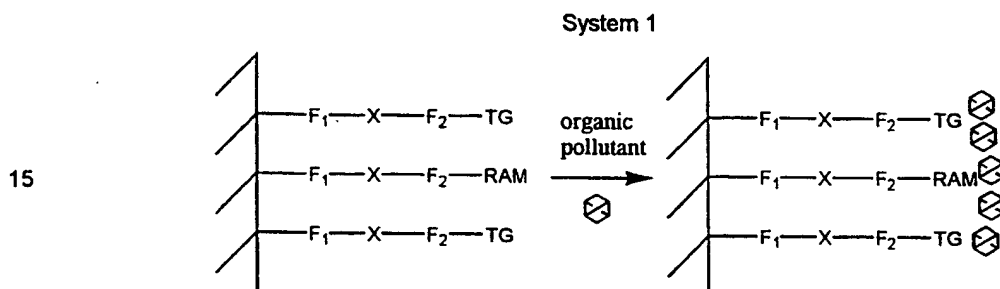 System 1
F₁—X—F₂—TG
organic
pollutant
F₁—X—F₂—TG
15
F₁—X—F₂—RAM
F₁—X—F₂—RAM
F₁—X—F₂—TG
F₁—X—F₂—TG